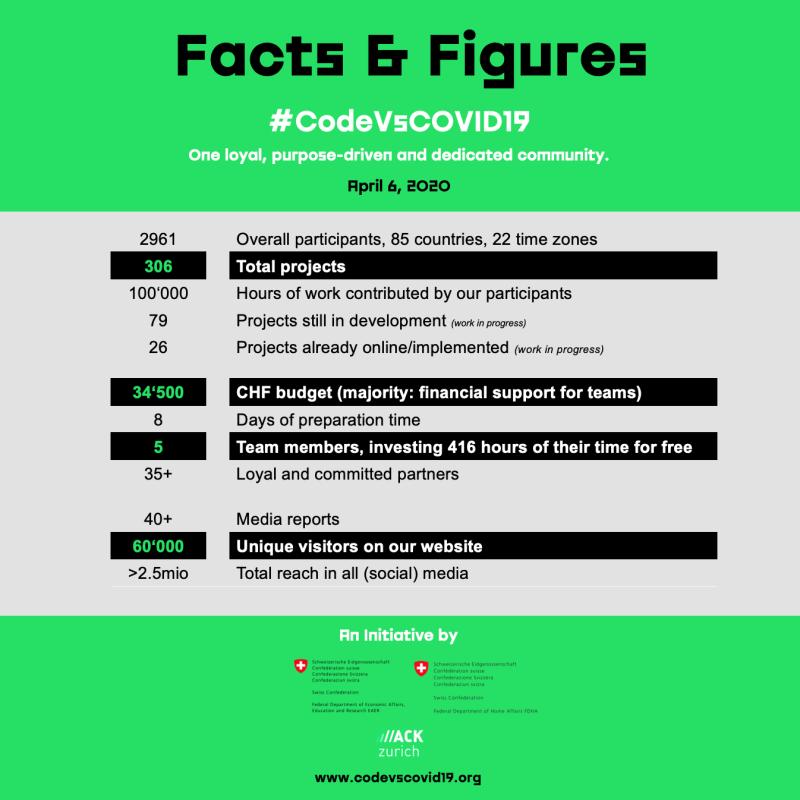 Facts & Figures
#CodeVsCOVID19
One loyal, purpose-driven and dedicated community.
April 6, 2020
2961 Overall participants, 85 countries, 22 time zones
306 Total projects
100‘000 Hours of work contributed by our participants
79 Projects still in development (work in progress)
26 Projects already online/implemented (work in progress)
34‘500 CHF budget (majority: financial support for teams)
8 Days of preparation time
5 Team members, investing 416 hours of their time for free
35+ Loyal and committed partners
40+ Media reports
60‘000 Unique visitors on our website
>2.5mio Total reach in all (social) media
An Initiative by
Schweizerische Eidgenossenschaft
Confédération suisse
Confederazione Svizzera
Confederaziun svizra
Swiss Confederation
Federal Department of Economic Affairs,
Education and Research EAER
Schweizerische Eidgenossenschaft
Confédération suisse
Confederazione Svizzera
Confederaziun svizra
Swiss Confederation
Federal Department of Home Affairs FDHA
//ACK
zurich
www.codevscovid19.org